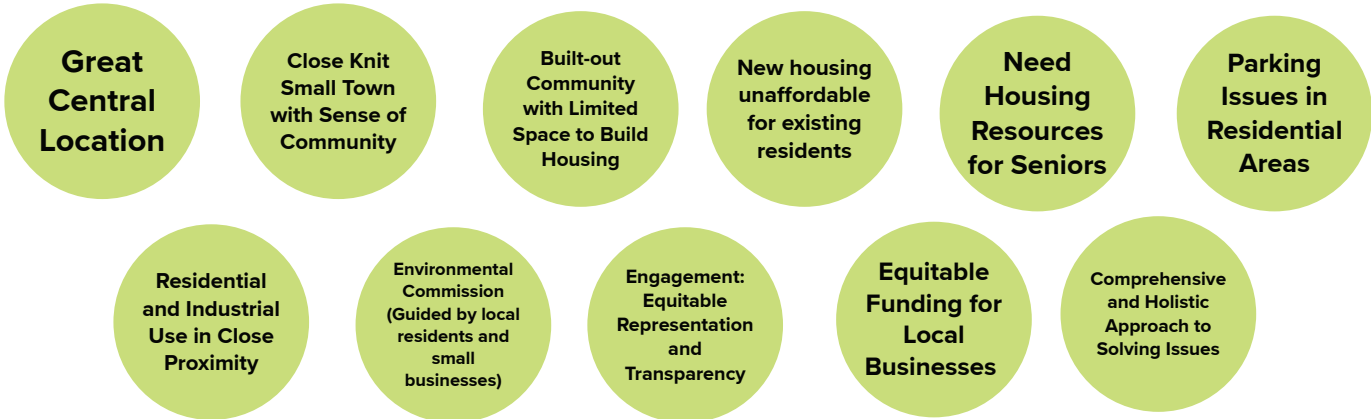 Great
Central
Location
Close Knit
Small Town
with Sense of
Community
Built-out
Community
with Limited
Space to Build
Housing
New housing
unaffordable
for existing
residents
Need
Housing
Resources
for Seniors
Parking
Issues in
Residential
Areas
Residential
and Industrial
Use in Close
Proximity
Environmental
Commission
(Guided by local
residents and
small
businesses)
Engagement:
Equitable
Representation
and
Transparency
Equitable
Funding for
Local
Businesses
Comprehensive
and Holistic
Approach to
Solving Issues